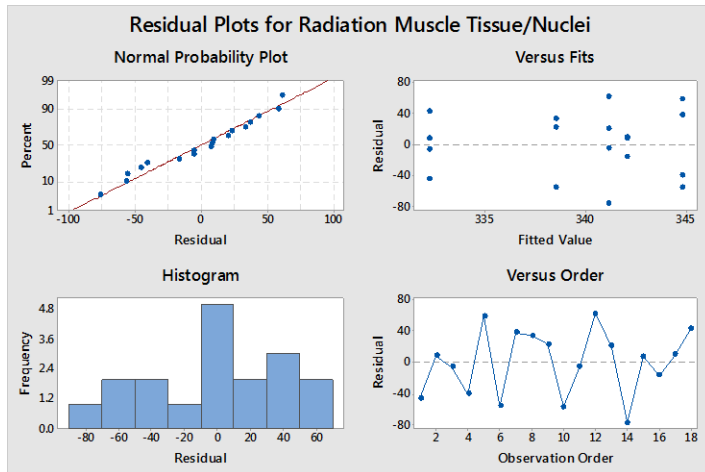 Residual Plots for Radiation Muscle Tissue/Nuclei
Normal Probability Plot
99
90
50
10
1
Percent
-100 -50 0 50 100
Residual
Versus Fits
80
40
0
-40
-80
Residual
335 340 345
Fitted Value
Histogram
4.8
3.6
2.4
1.2
0.0
Frequency
-80 -60 -40 -20 0 20 40 60
Residual
Versus Order
80
40
0
-40
-80
Residual
2 4 6 8 10 12 14 16 18
Observation Order